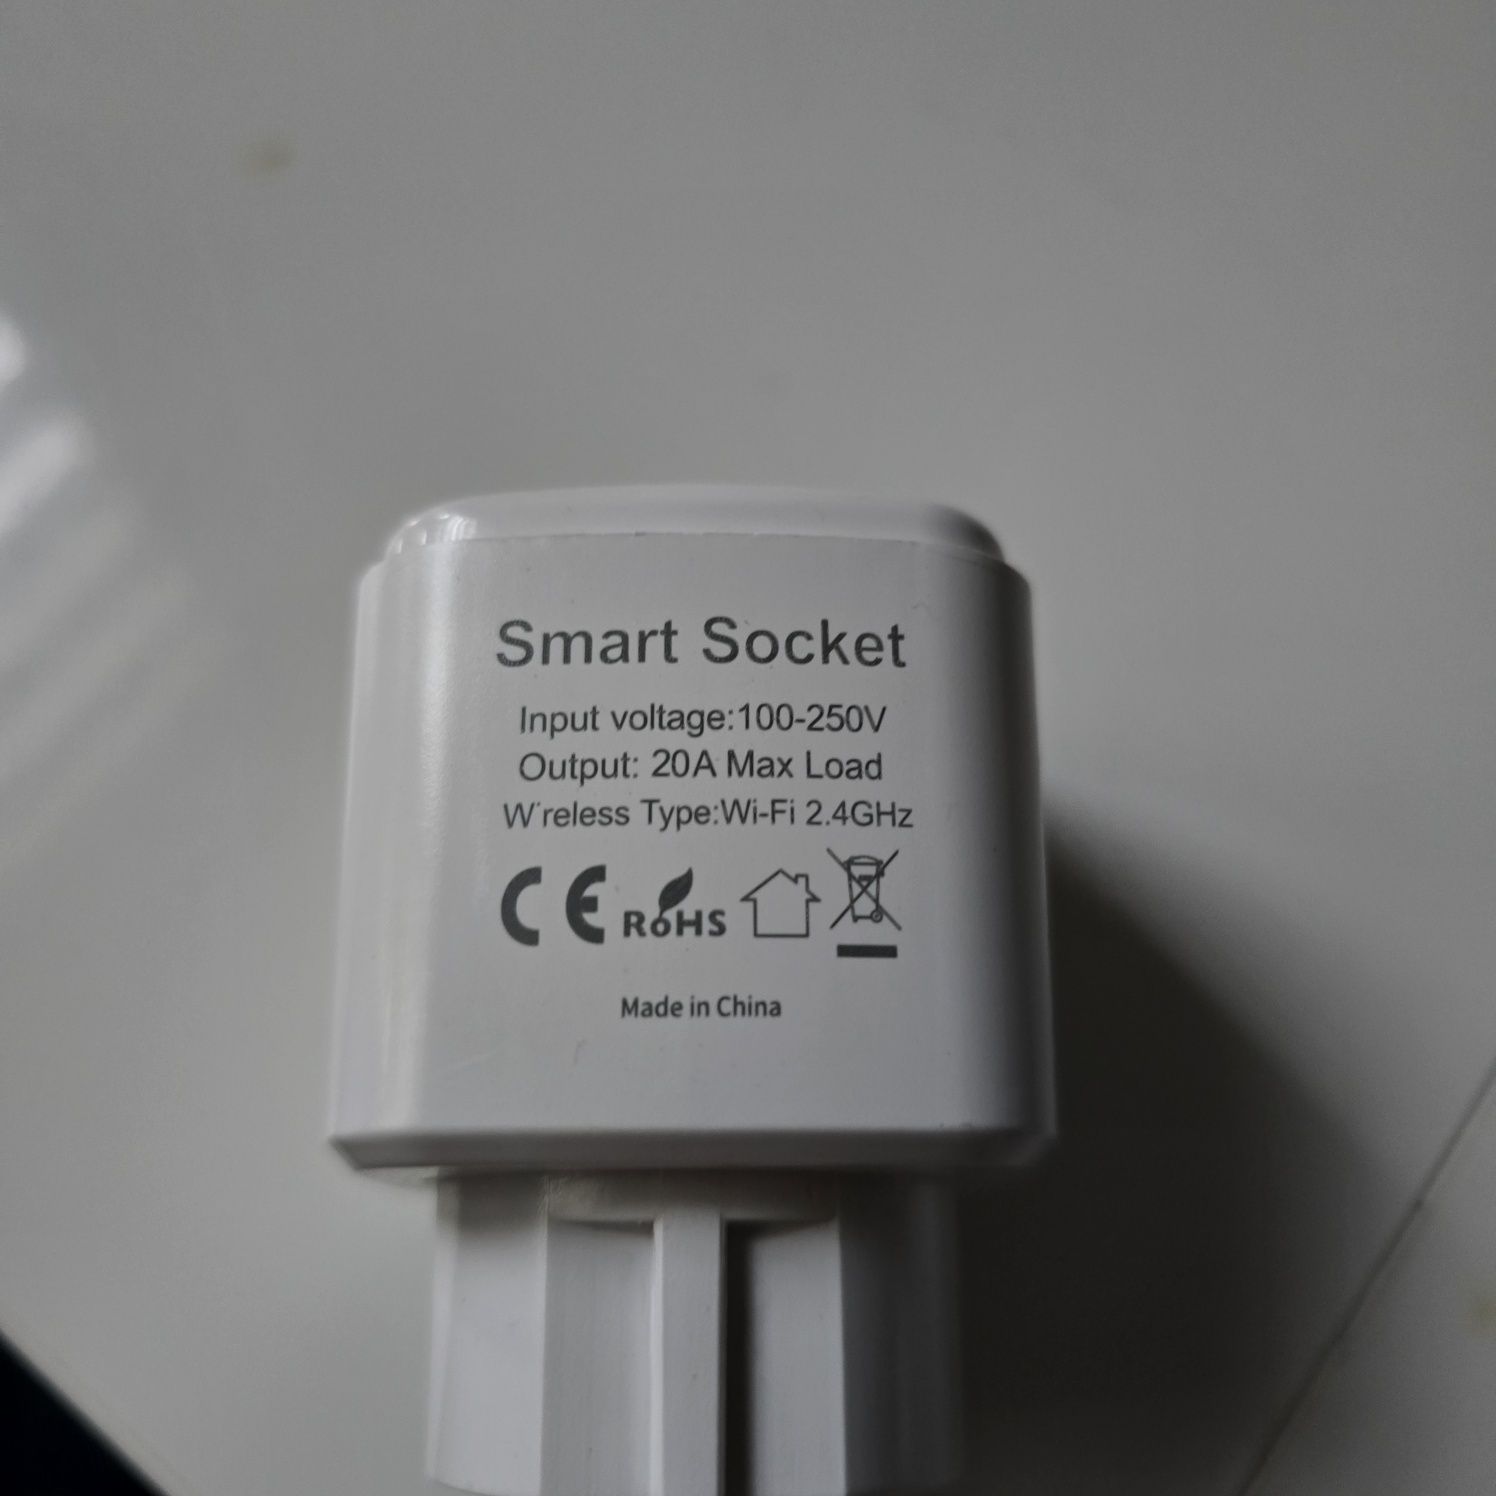 Smart Socket
Input voltage:100-250V
Output: 20A Max Load
W reless Type:Wi-Fi 2.4GHz
CE RoHS
Made in China